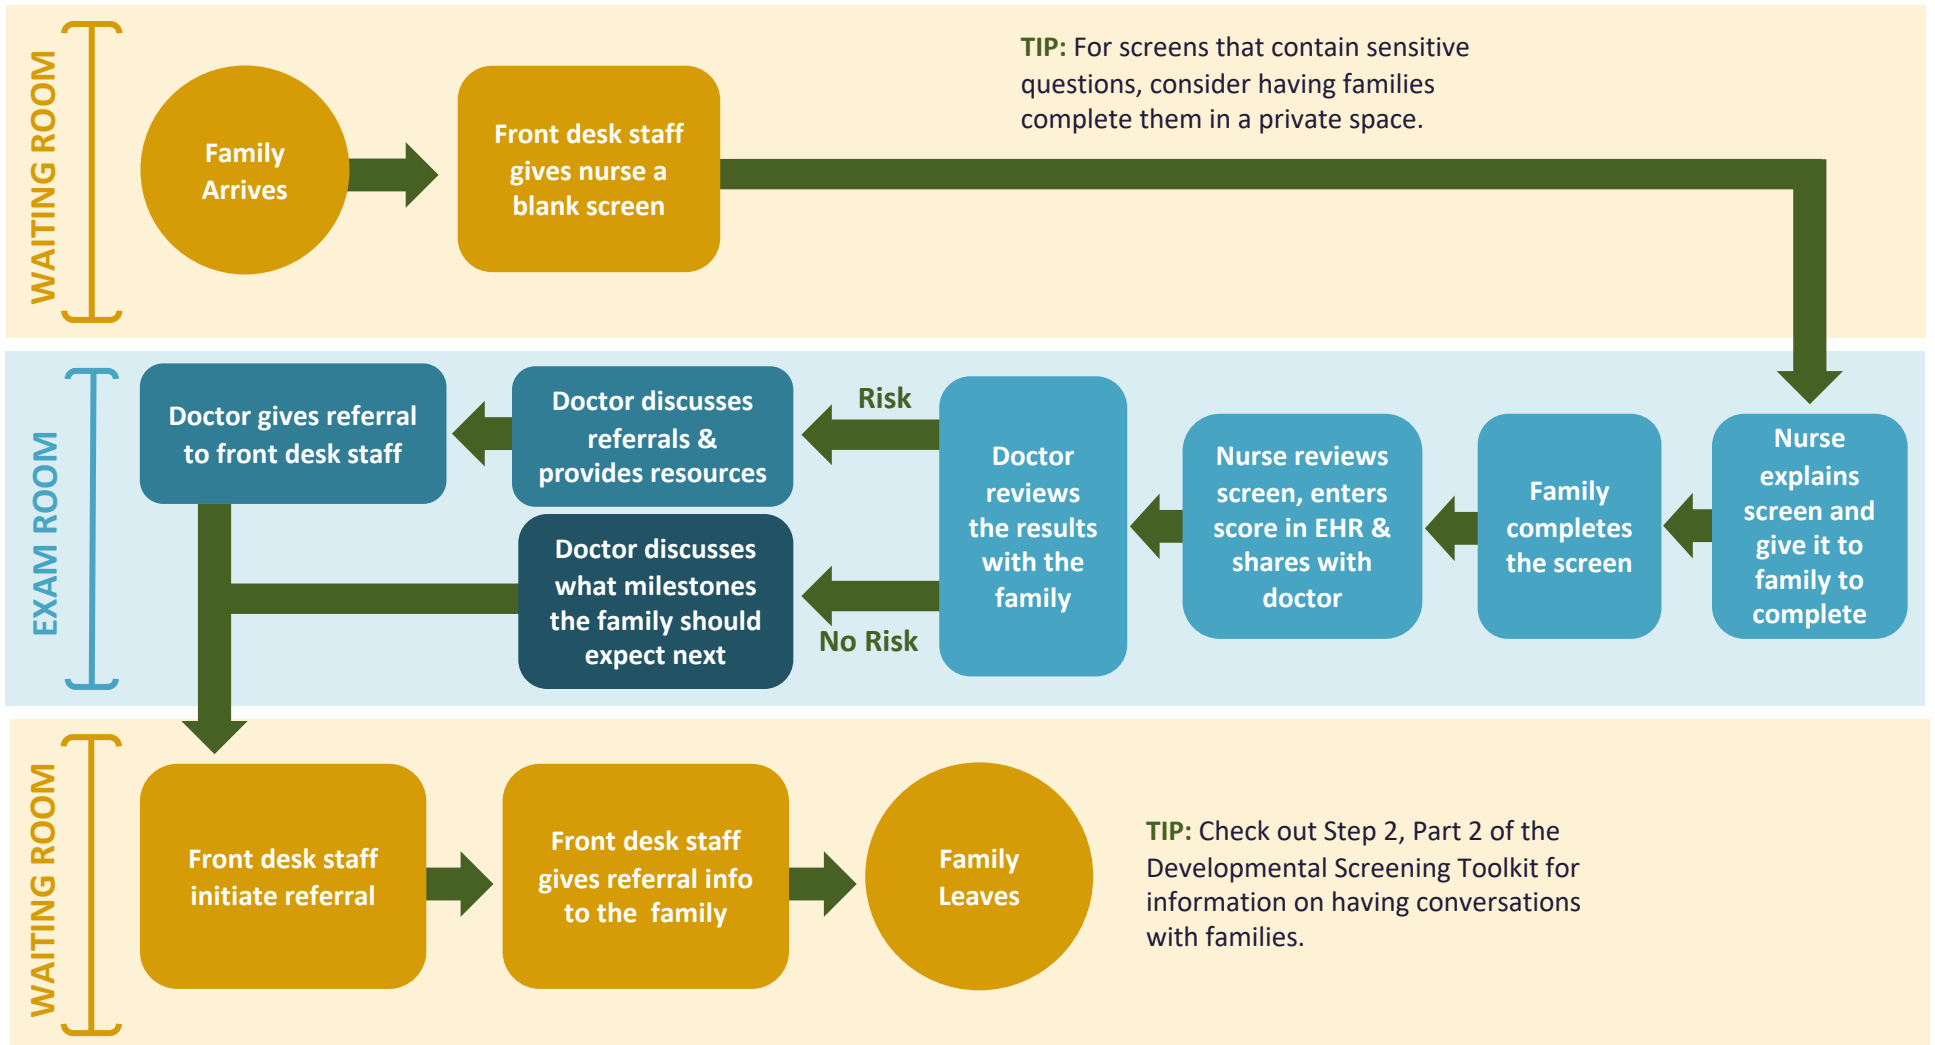 WAITING ROOM
Family
Arrives
Front desk staff
gives nurse a
blank screen
TIP: For screens that contain sensitive
questions, consider having families
complete them in a private space.
EXAM ROOM
Nurse
explains
screen and
give it to
family to
complete
Family
completes
the screen
Nurse reviews
screen, enters
score in EHR &
shares with
doctor
Doctor
reviews
the results
with the
family
Risk
Doctor discusses
referrals &
provides resources
Doctor gives referral
to front desk staff
No Risk
Doctor discusses
what milestones
the family should
expect next
WAITING ROOM
Front desk staff
initiate referral
Front desk staff
gives referral info
to the  family
Family
Leaves
TIP: Check out Step 2, Part 2 of the
Developmental Screening Toolkit for
information on having conversations
with families.